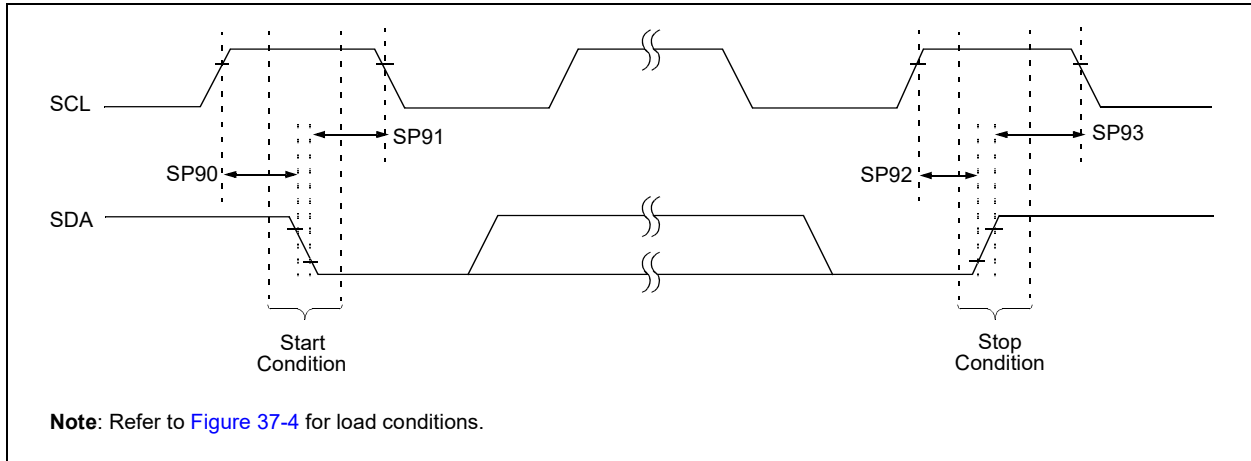 SCL
SP91
SP93
SP90
SP92
SDA
Start
Condition
Stop
Condition
Note: Refer to Figure 37-4 for load conditions.